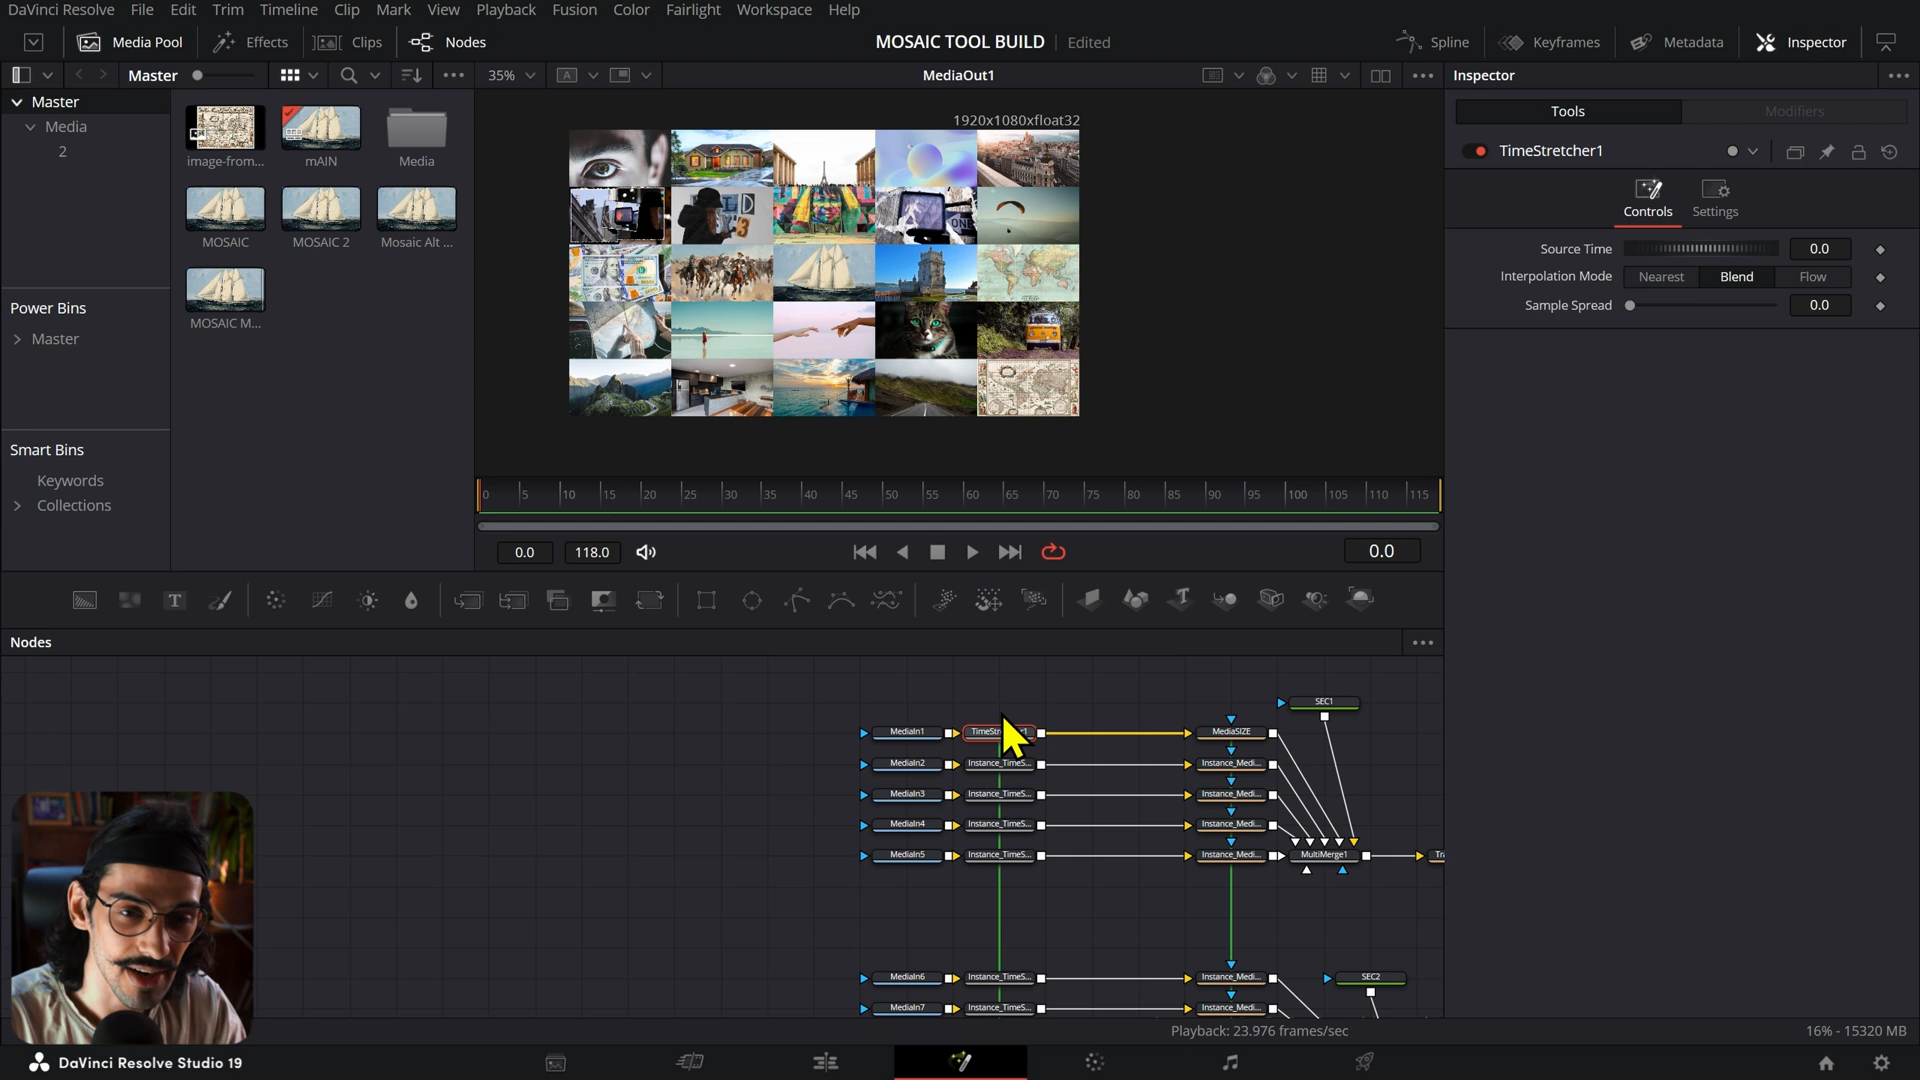 DaVinci Resolve File Edit Trim Timeline Clip Mark View Playback Fusion Color Fairlight Workspace Help
Media Pool Effects Clips Nodes
MOSAIC TOOL BUILD Edited
Spline Keyframes Metadata Inspector
Master
35%
A
MediaOut1
Inspector
Master
Media
2
image-from...
mAIN
Media
MOSAIC
MOSAIC 2
Mosaic Alt ...
MOSAIC M...
Power Bins
Master
Smart Bins
Keywords
Collections
1920x1080xfloat32
Tools
Modifiers
TimeStretcher1
Controls
Settings
Source Time 0.0
Interpolation Mode Nearest Blend Flow
Sample Spread 0.0
0 5 10 15 20 25 30 35 40 45 50 55 60 65 70 75 80 85 90 95 100 105 110 115
0.0 118.0 0.0
T
Nodes
SEC1
MediaIn1 MediaSIZE
MediaIn2 Instance_TimeS... Instance_Medi...
MediaIn3 Instance_TimeS... Instance_Medi...
MediaIn4 Instance_TimeS... Instance_Medi...
MediaIn5 Instance_TimeS... Instance_Medi... MultiMerge1
MediaIn6 Instance_TimeS... Instance_Medi... SEC2
MediaIn7 Instance_TimeS... Instance_Medi...
Playback: 23.976 frames/sec
16% - 15320 MB
DaVinci Resolve Studio 19